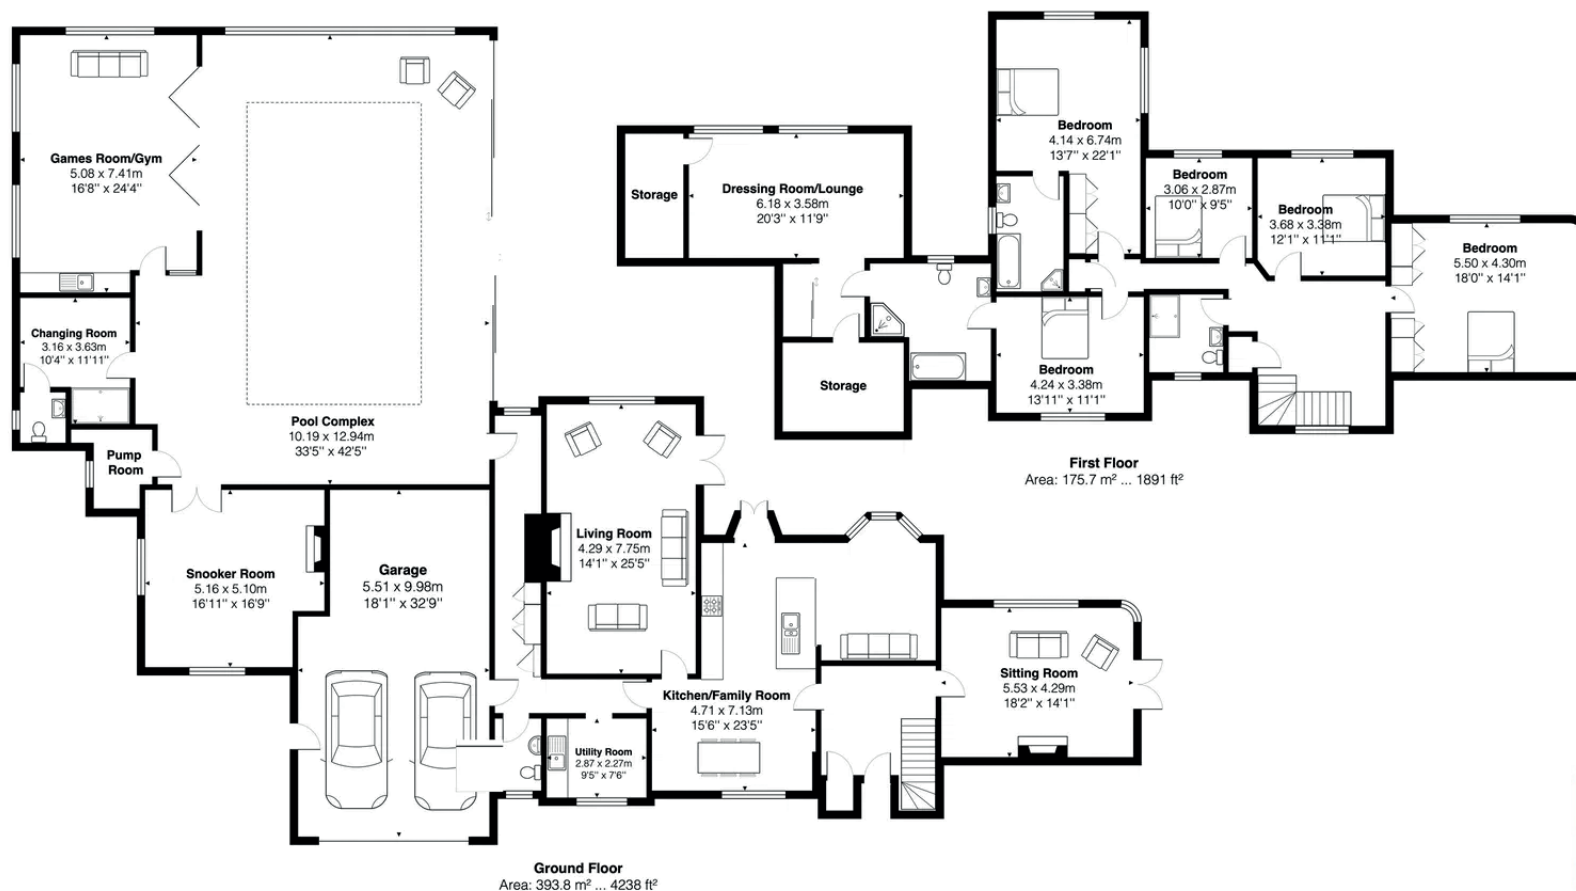 Games Room/Gym
5.08 x 7.41m
16'8" x 24'4"
Changing Room
3.16 x 3.63m
10'4" x 11'11"
Pool Complex
10.19 x 12.94m
33'5" x 42'5"
Pump
Room
Snooker Room
5.16 x 5.10m
16'11" x 16'9"
Garage
5.51 x 9.98m
18'1" x 32'9"
Living Room
4.29 x 7.75m
14'1" x 25'5"
Kitchen/Family Room
4.71 x 7.13m
15'6" x 23'5"
Utility Room
2.87 x 2.27m
9'5" x 7'6"
Sitting Room
5.53 x 4.29m
18'2" x 14'1"
Ground Floor
Area: 393.8 m² ... 4238 ft²
Storage
Dressing Room/Lounge
6.18 x 3.58m
20'3" x 11'9"
Storage
Bedroom
4.14 x 6.74m
13'7" x 22'1"
Bedroom
3.06 x 2.87m
10'0" x 9'5"
Bedroom
3.68 x 3.38m
12'1" x 11'1"
Bedroom
5.50 x 4.30m
18'0" x 14'1"
Bedroom
4.24 x 3.38m
13'11" x 11'1"
First Floor
Area: 175.7 m² ... 1891 ft²